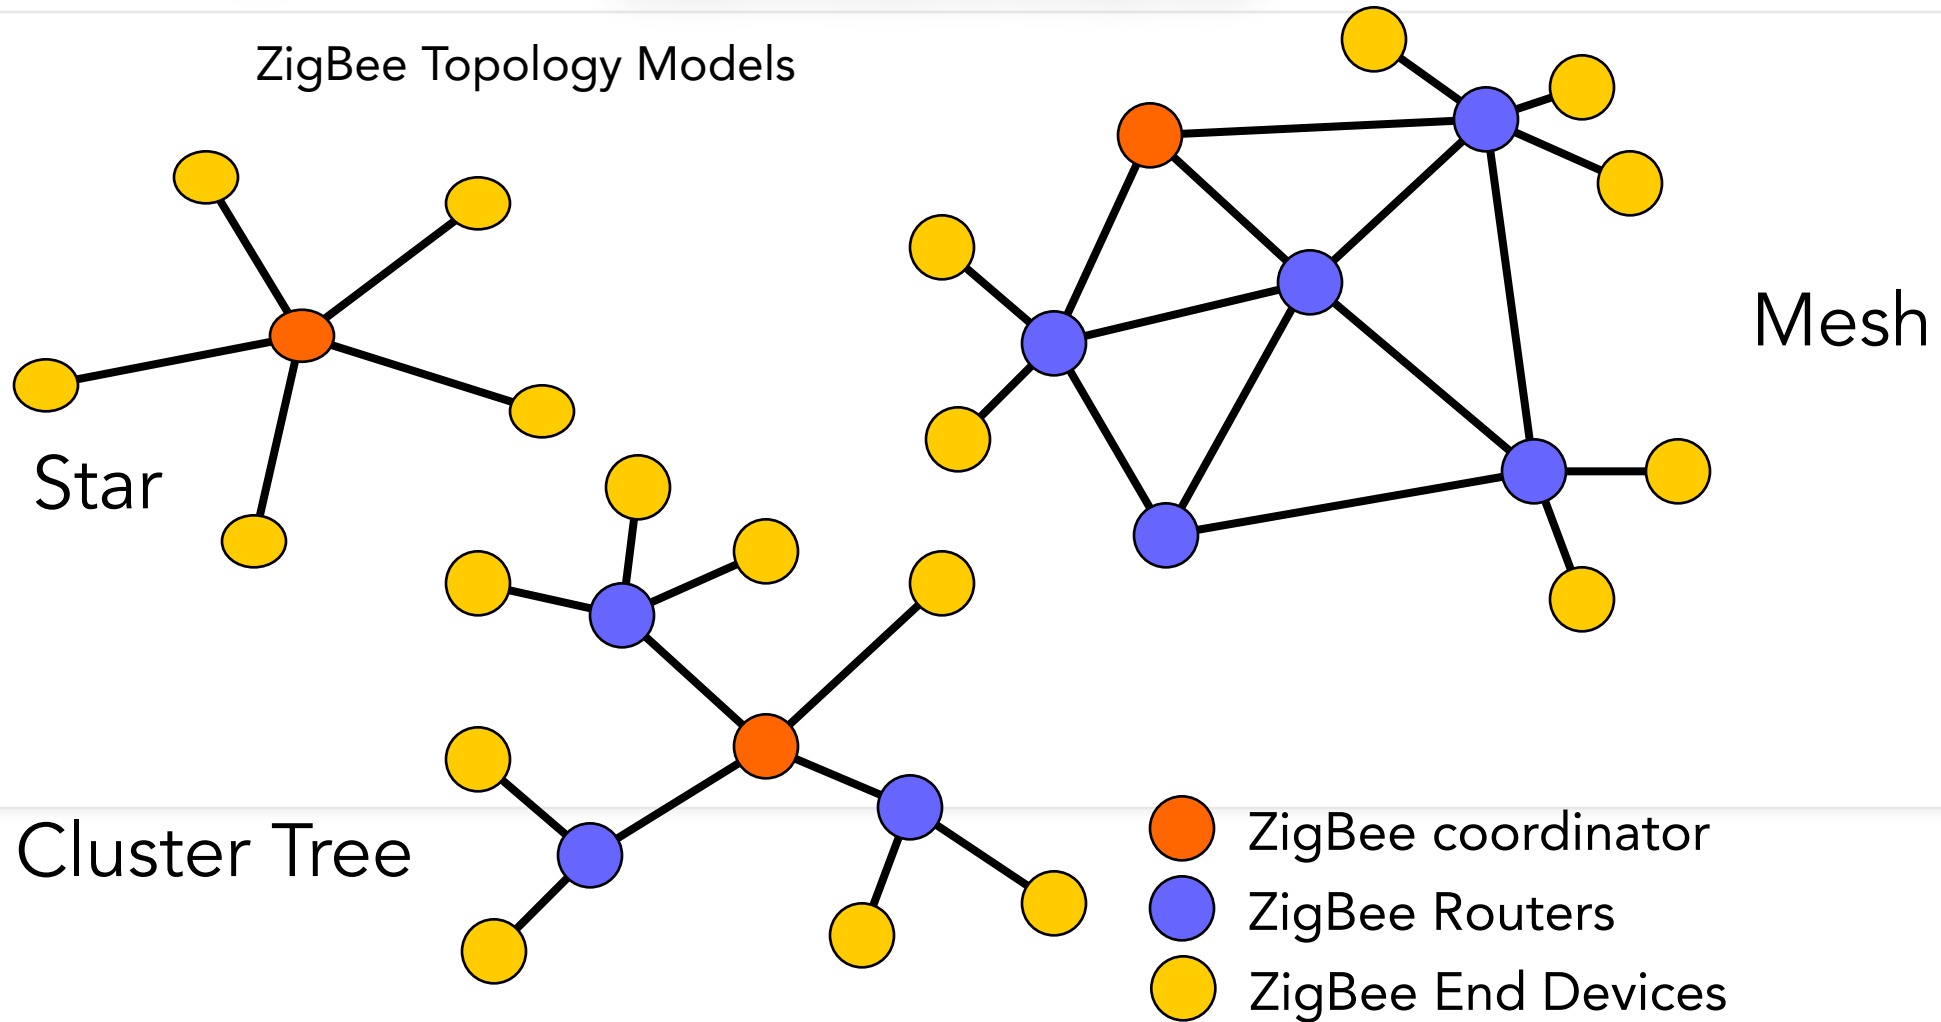 ZigBee Topology Models
Mesh
Star
Cluster Tree
ZigBee coordinator
ZigBee Routers
ZigBee End Devices